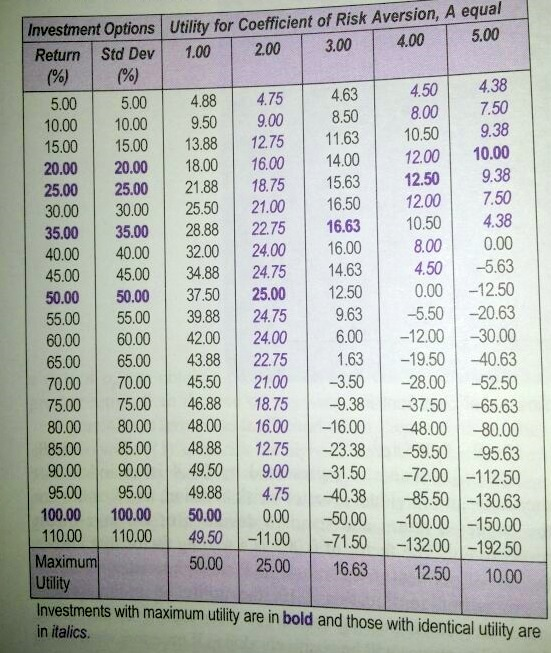 Investment Options Utility for Coefficient of Risk Aversion, A equal
Return Std Dev 1.00 2.00 3.00 4.00 5.00
(%) (%)
5.00 5.00 4.88 4.75 4.63 4.50 4.38
10.00 10.00 9.50 9.00 8.50 8.00 7.50
15.00 15.00 13.88 12.75 11.63 10.50 9.38
20.00 20.00 18.00 16.00 14.00 12.00 10.00
25.00 25.00 21.88 18.75 15.63 12.50 9.38
30.00 30.00 25.50 21.00 16.50 12.00 7.50
35.00 35.00 28.88 22.75 16.63 10.50 4.38
40.00 40.00 32.00 24.00 16.00 8.00 0.00
45.00 45.00 34.88 24.75 14.63 4.50 –5.63
50.00 50.00 37.50 25.00 12.50 0.00 –12.50
55.00 55.00 39.88 24.75 9.63 –5.50 –20.63
60.00 60.00 42.00 24.00 6.00 –12.00 –30.00
65.00 65.00 43.88 22.75 1.63 –19.50 –40.63
70.00 70.00 45.50 21.00 –3.50 –28.00 –52.50
75.00 75.00 46.88 18.75 –9.38 –37.50 –65.63
80.00 80.00 48.00 16.00 –16.00 –48.00 –80.00
85.00 85.00 48.88 12.75 –23.38 –59.50 –95.63
90.00 90.00 49.50 9.00 –31.50 –72.00 –112.50
95.00 95.00 49.88 4.75 –40.38 –85.50 –130.63
100.00 100.00 50.00 0.00 –50.00 –100.00 –150.00
110.00 110.00 49.50 –11.00 –71.50 –132.00 –192.50
Maximum 50.00 25.00 16.63 12.50 10.00
Utility
Investments with maximum utility are in bold and those with identical utility are
in italics.